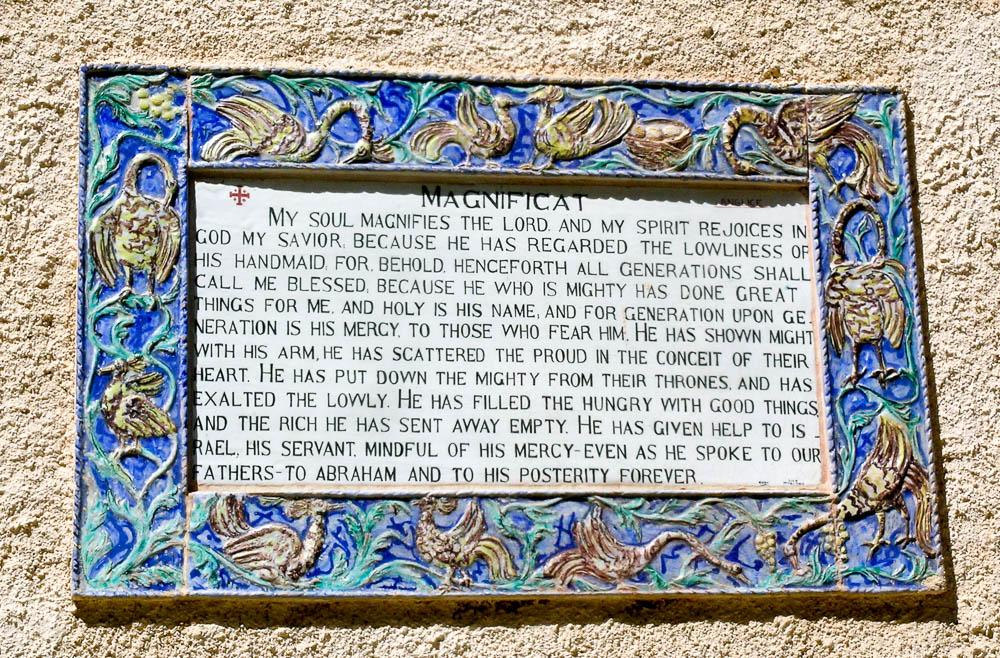 MAGNIFICAT
ANGLICE
MY SOUL MAGNIFIES THE LORD, AND MY SPIRIT REJOICES IN
GOD MY SAVIOR, BECAUSE HE HAS REGARDED THE LOWLINESS OF
HIS HANDMAID, FOR, BEHOLD, HENCEFORTH ALL GENERATIONS SHALL
CALL ME BLESSED, BECAUSE HE WHO IS MIGHTY HAS DONE GREAT
THINGS FOR ME, AND HOLY IS HIS NAME, AND FOR GENERATION UPON GE-
NERATION IS HIS MERCY, TO THOSE WHO FEAR HIM. HE HAS SHOWN MIGHT
WITH HIS ARM, HE HAS SCATTERED THE PROUD IN THE CONCEIT OF THEIR
HEART. HE HAS PUT DOWN THE MIGHTY FROM THEIR THRONES, AND HAS
EXALTED THE LOWLY. HE HAS FILLED THE HUNGRY WITH GOOD THINGS
AND THE RICH HE HAS SENT AWAY EMPTY. HE HAS GIVEN HELP TO IS-
RAEL, HIS SERVANT, MINDFUL OF HIS MERCY-EVEN AS HE SPOKE TO OUR
FATHERS-TO ABRAHAM AND TO HIS POSTERITY FOREVER.